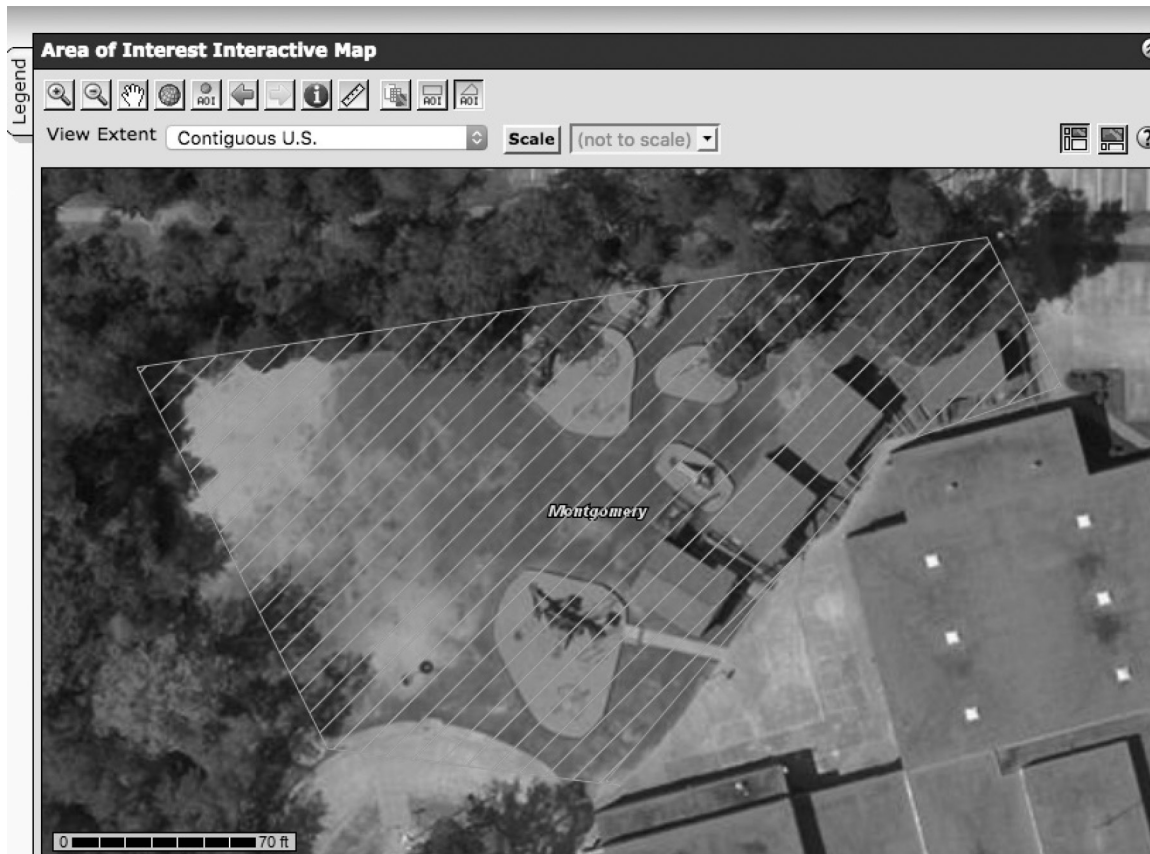 Legend
Area of Interest Interactive Map
AOI
AOI
AOI
View Extent Contiguous U.S. Scale (not to scale)
Montgomery
0 70 ft